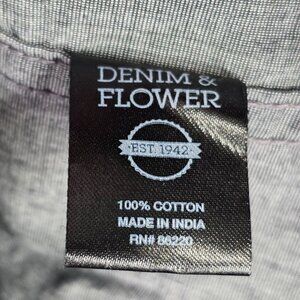 DENIM &
FLOWER
EST. 1942
100% COTTON
MADE IN INDIA
RN# 86220